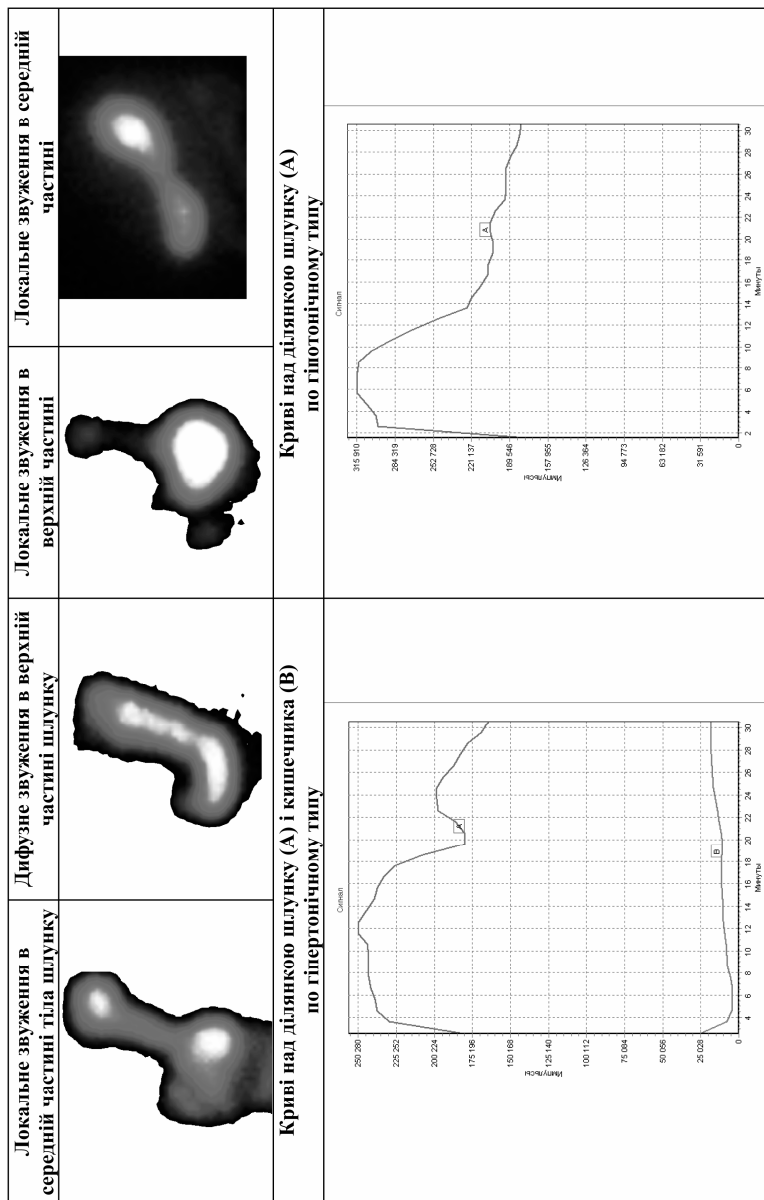 Локальне звуження в
середній частині тіла шлунку
Дифузне звуження в верхній
частині шлунку
Локальне звуження в
верхній частині
Локальне звуження в середній
частині
Криві над ділянкою шлунку (А) і кишечника (В)
по гіпертонічному типу
Криві над ділянкою шлунку (А)
по гіпотонічному типу
Сигнал
Импульсы
250 280
225 252
200 224
175 196
150 168
125 140
100 112
75 084
50 056
25 028
0
A
B
4 6 8 10 12 14 16 18 20 22 24 26 28 30
Минуты
Сигнал
Импульсы
315 910
284 319
252 728
221 137
189 546
157 955
126 364
94 773
63 182
31 591
0
A
2 4 6 8 10 12 14 16 18 20 22 24 26 28 30
Минуты